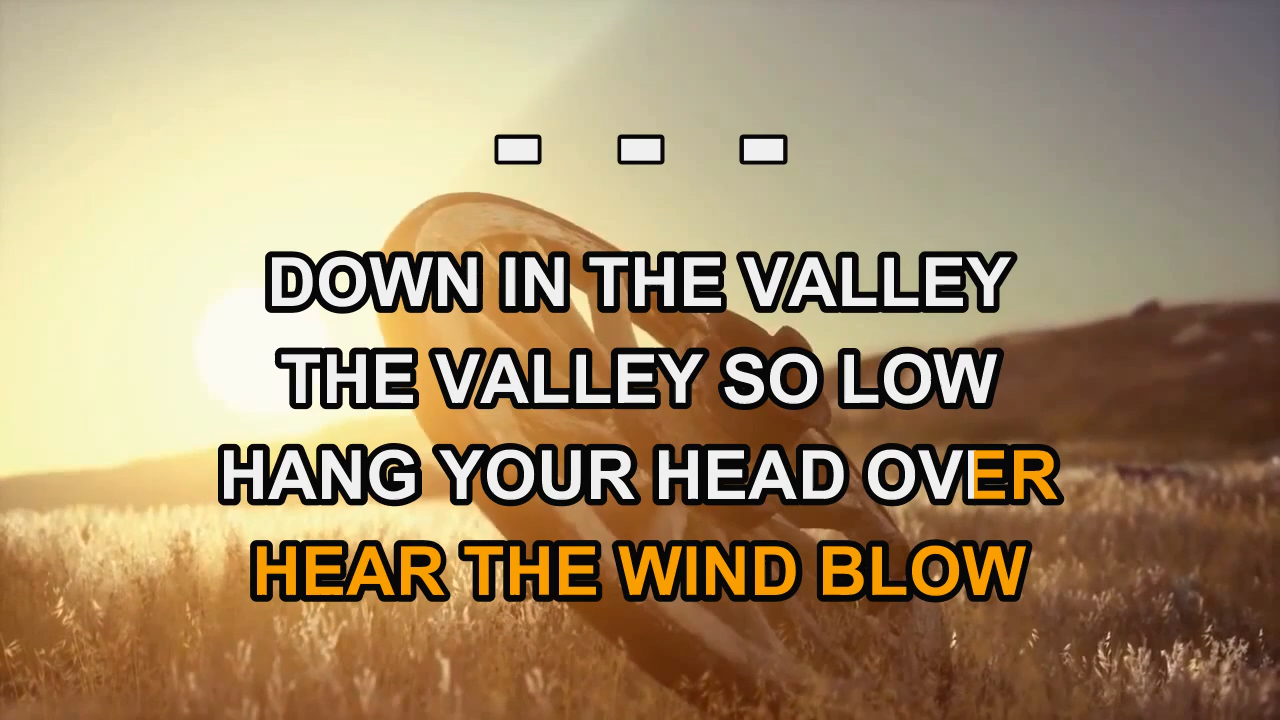 - - -
DOWN IN THE VALLEY
THE VALLEY SO LOW
HANG YOUR HEAD OVER
HEAR THE WIND BLOW